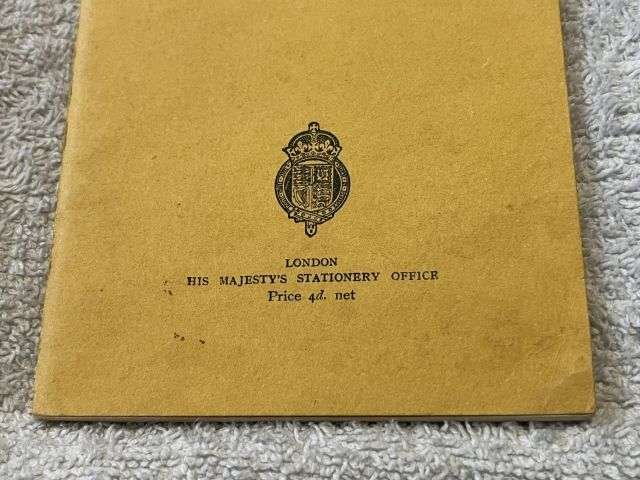 LONDON
HIS MAJESTY'S STATIONERY OFFICE
Price 4d. net